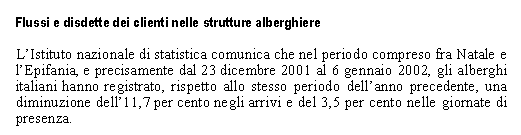 Flussi e disdette dei clienti nelle strutture alberghiere
L'Istituto nazionale di statistica comunica che nel periodo compreso fra Natale e
l'Epifania, e precisamente dal 23 dicembre 2001 al 6 gennaio 2002, gli alberghi
italiani hanno registrato, rispetto allo stesso periodo dell'anno precedente, una
diminuzione dell'11,7 per cento negli arrivi e del 3,5 per cento nelle giornate di
presenza.